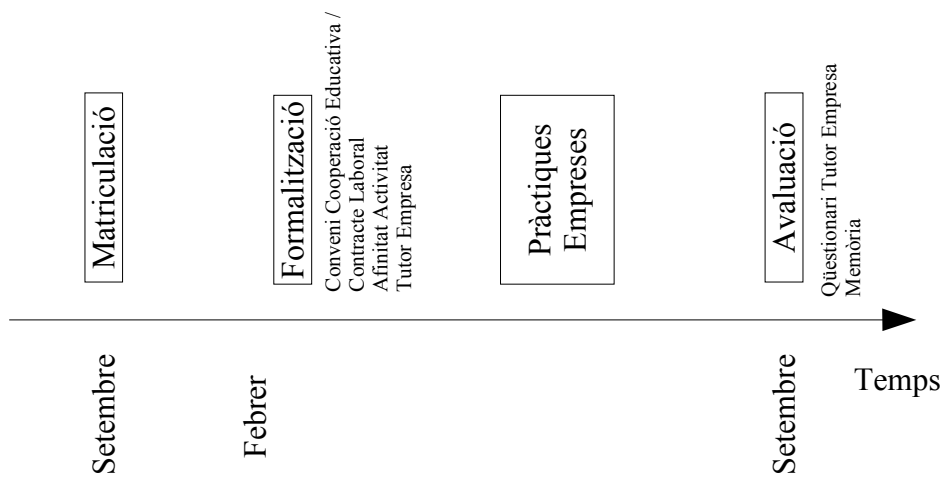 Matriculació
Formalització
Conveni Cooperació Educativa /
Contracte Laboral
Afinitat Activitat
Tutor Empresa
Pràctiques
Empreses
Avaluació
Qüestionari Tutor Empresa
Memòria
Setembre
Febrer
Setembre
Temps